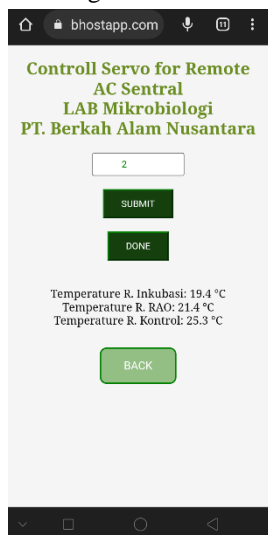 bhostapp.com
11
Controll Servo for Remote
AC Sentral
LAB Mikrobiologi
PT. Berkah Alam Nusantara
2
SUBMIT
DONE
Temperature R. Inkubasi: 19.4 °C
Temperature R. RAO: 21.4 °C
Temperature R. Kontrol: 25.3 °C
BACK